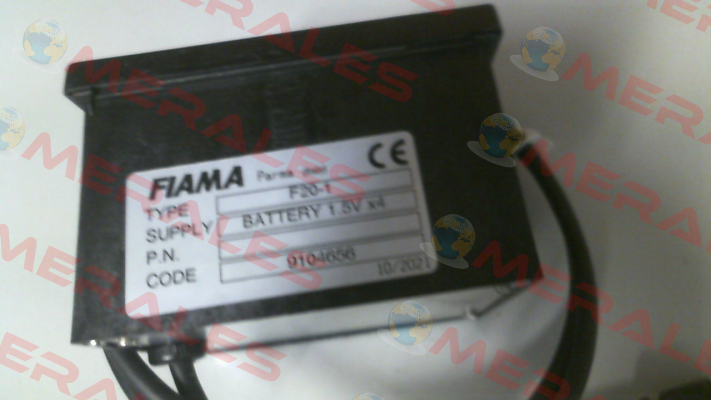 FIAMA Parma
TYPE F20-1
SUPPLY BATTERY 1.5V x4
P.N.
CODE 9104656
10/2021
CE
MERALES
MERALES
MERALES
MERALES
MERALES
MERALES